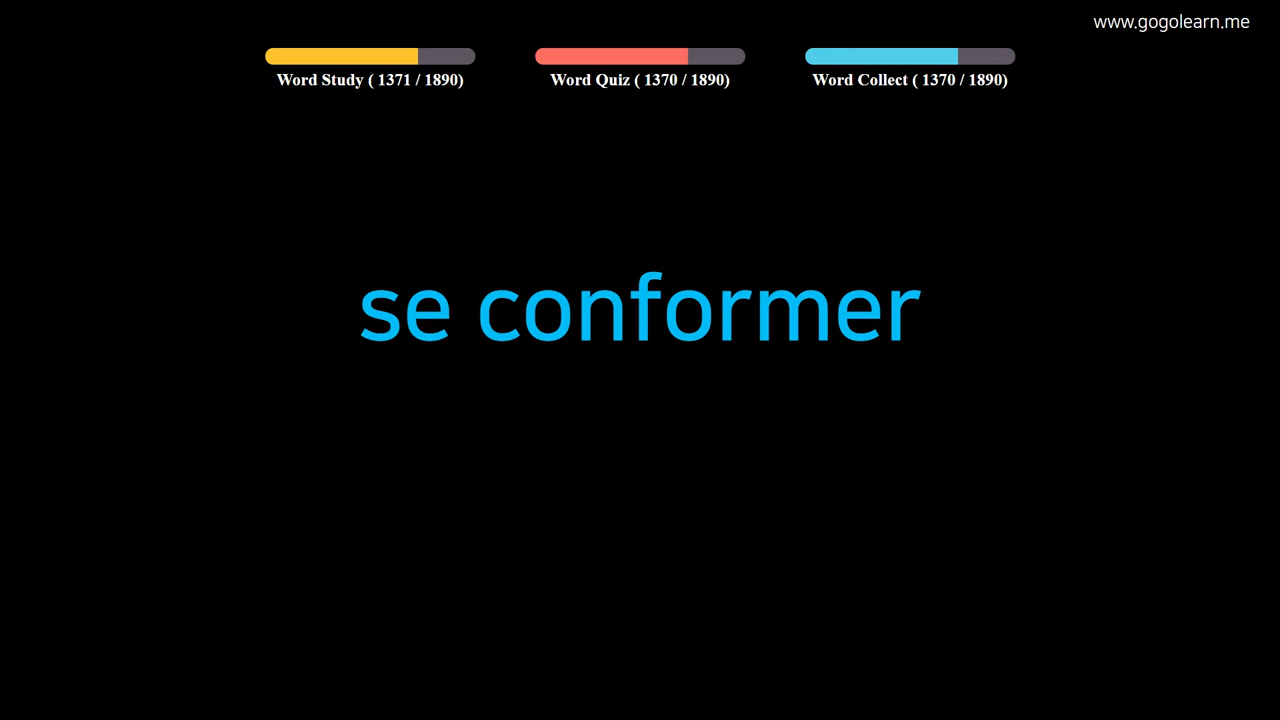 www.gogolearn.me
Word Study ( 1371 / 1890)
Word Quiz ( 1370 / 1890)
Word Collect ( 1370 / 1890)
se conformer